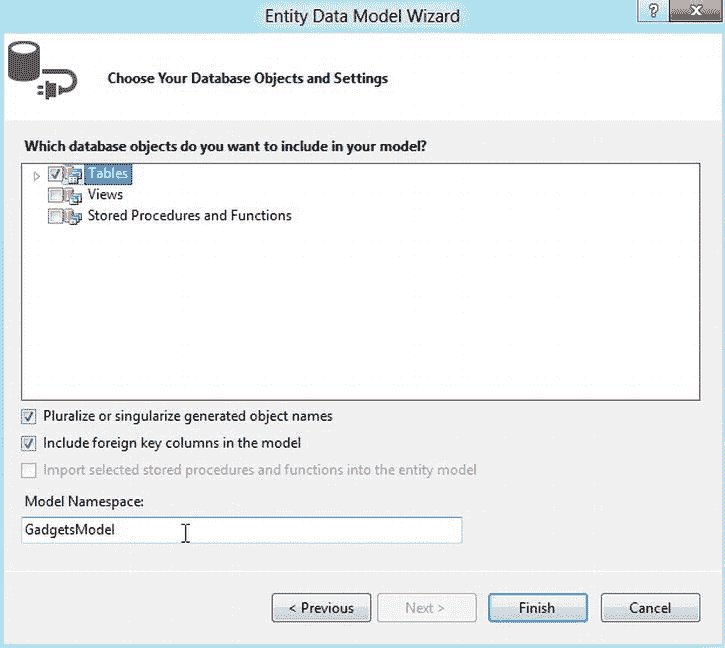 Entity Data Model Wizard
?
Choose Your Database Objects and Settings
Which database objects do you want to include in your model?
Tables
Views
Stored Procedures and Functions
Pluralize or singularize generated object names
Include foreign key columns in the model
Import selected stored procedures and functions into the entity model
Model Namespace:
GadgetsModel
< Previous Next > Finish Cancel